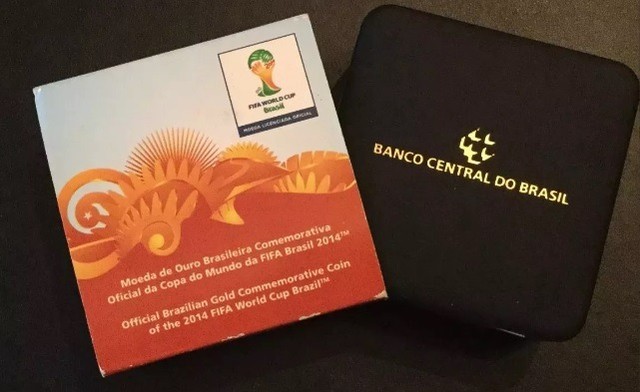 FIFA WORLD CUP
Brasil
MOEDA LICENCIADA OFICIAL
Moeda de Ouro Brasileira Comemorativa
Oficial da Copa do Mundo da FIFA Brasil 2014™
Official Brazilian Gold Commemorative Coin
of the 2014 FIFA World Cup Brazil™
BANCO CENTRAL DO BRASIL